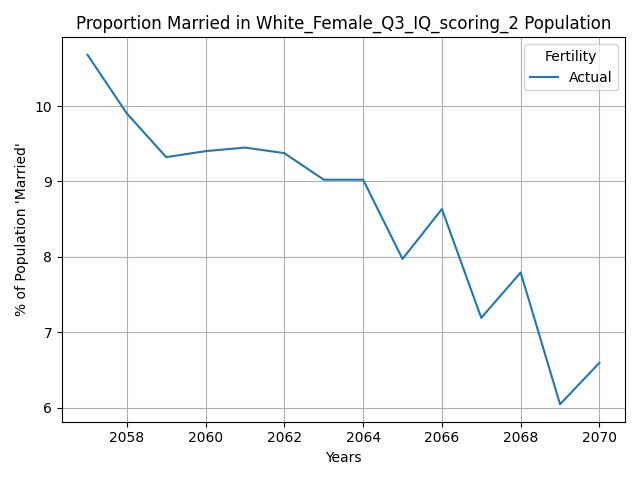 Proportion Married in White_Female_Q3_IQ_scoring_2 Population
Fertility
Actual
% of Population 'Married'
10
9
8
7
6
2058 2060 2062 2064 2066 2068 2070
Years